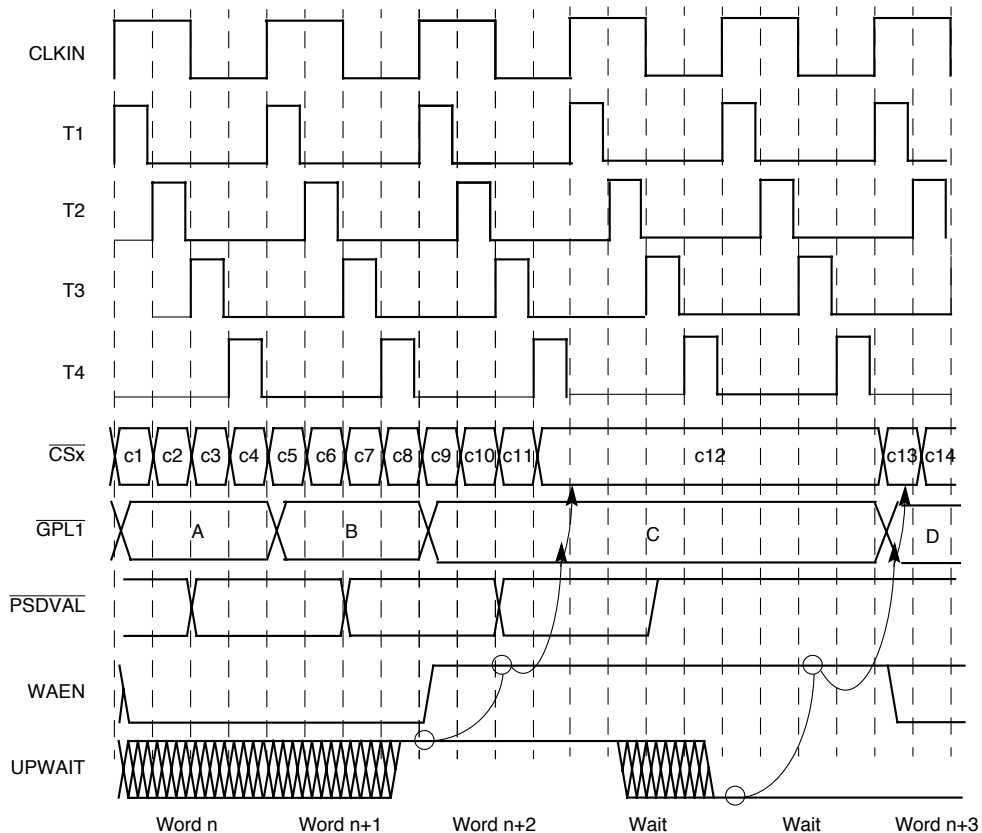 CLKIN
T1
T2
T3
T4
CSx c1 c2 c3 c4 c5 c6 c7 c8 c9 c10 c11 c12 c13 c14
GPL1 A B C D
PSDVAL
WAEN
UPWAIT
Word n Word n+1 Word n+2 Wait Wait Word n+3